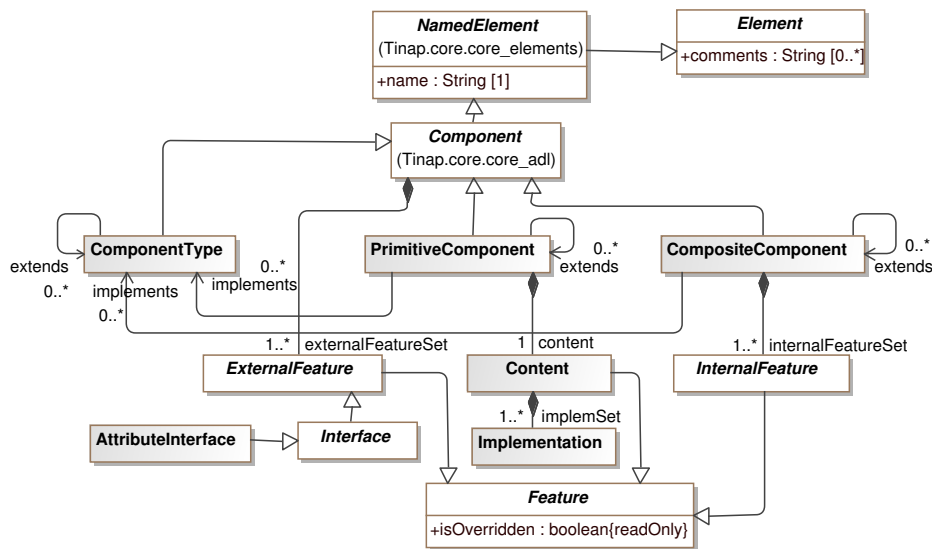 NamedElement
(Tinap.core.core_elements)
+name : String [1]
Element
+comments : String [0..*]
Component
(Tinap.core.core_adl)
ComponentType
extends
0..*
PrimitiveComponent
0..*
extends
CompositeComponent
0..*
extends
implements
0..*
0..*
implements
1..* externalFeatureSet
1 content
1..* internalFeatureSet
ExternalFeature
Content
InternalFeature
1..* implemSet
AttributeInterface
Interface
Implementation
Feature
+isOverridden : boolean{readOnly}